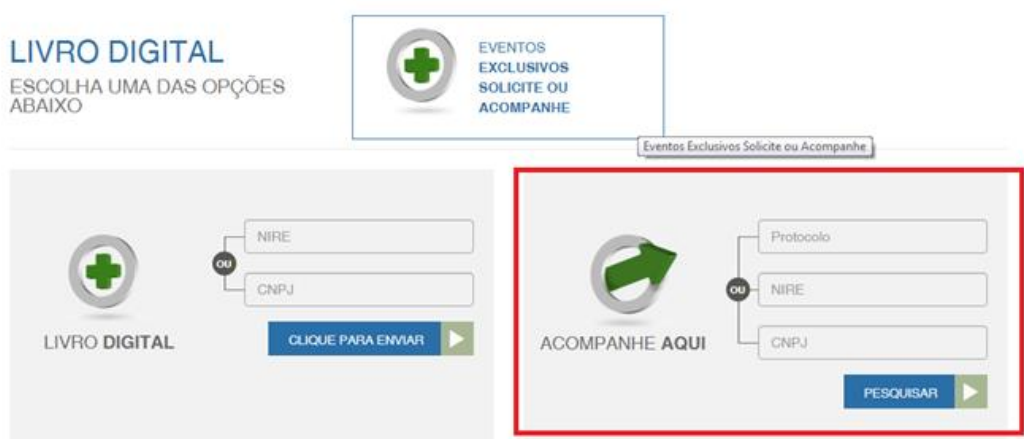 LIVRO DIGITAL
ESCOLHA UMA DAS OPÇÕES
ABAIXO
EVENTOS
EXCLUSIVOS
SOLICITE OU
ACOMPANHE
Eventos Exclusivos Solicite ou Acompanhe
NIRE
OU
CNPJ
LIVRO DIGITAL
CLIQUE PARA ENVIAR
Protocolo
OU
NIRE
ACOMPANHE AQUI
CNPJ
PESQUISAR